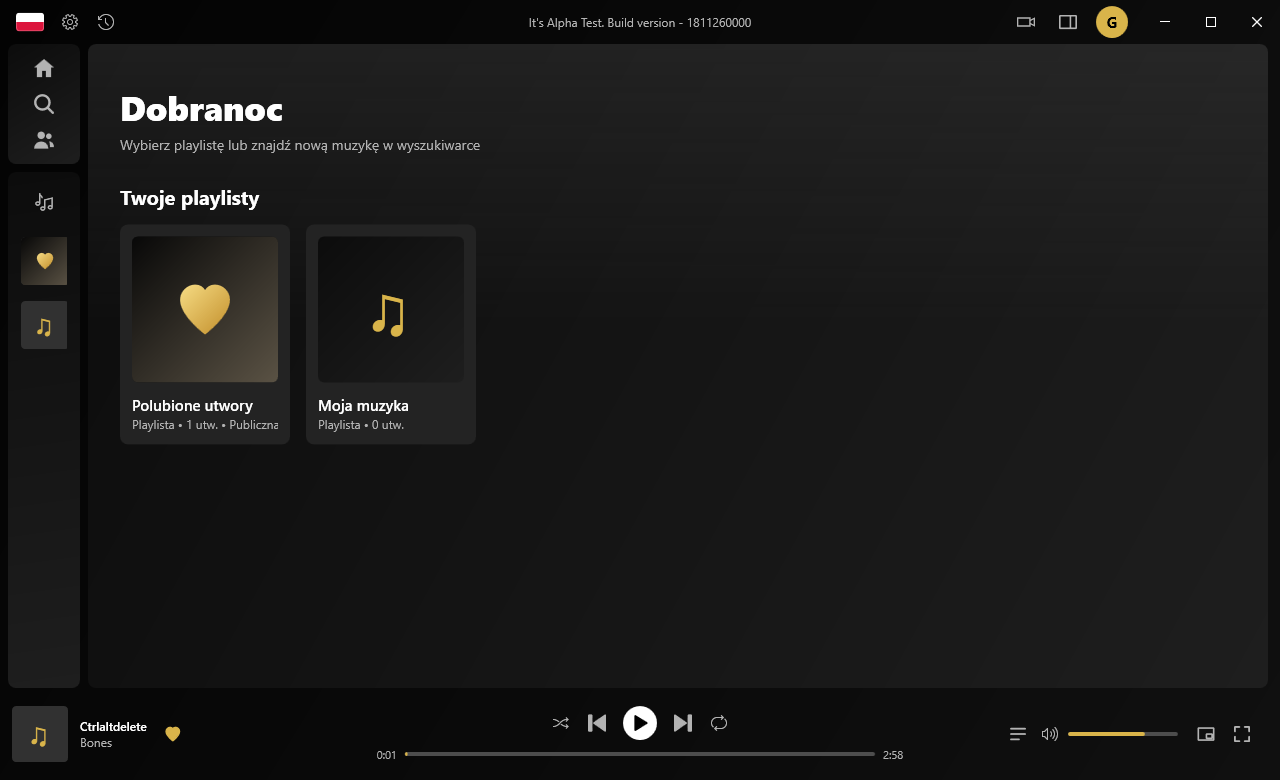 It's Alpha Test. Build version - 1811260000
G
Dobranoc
Wybierz playlistę lub znajdź nową muzykę w wyszukiwarce
Twoje playlisty
Polubione utwory
Playlista • 1 utw. • Publiczna
Moja muzyka
Playlista • 0 utw.
Ctrlaltdelete
Bones
0:01
2:58